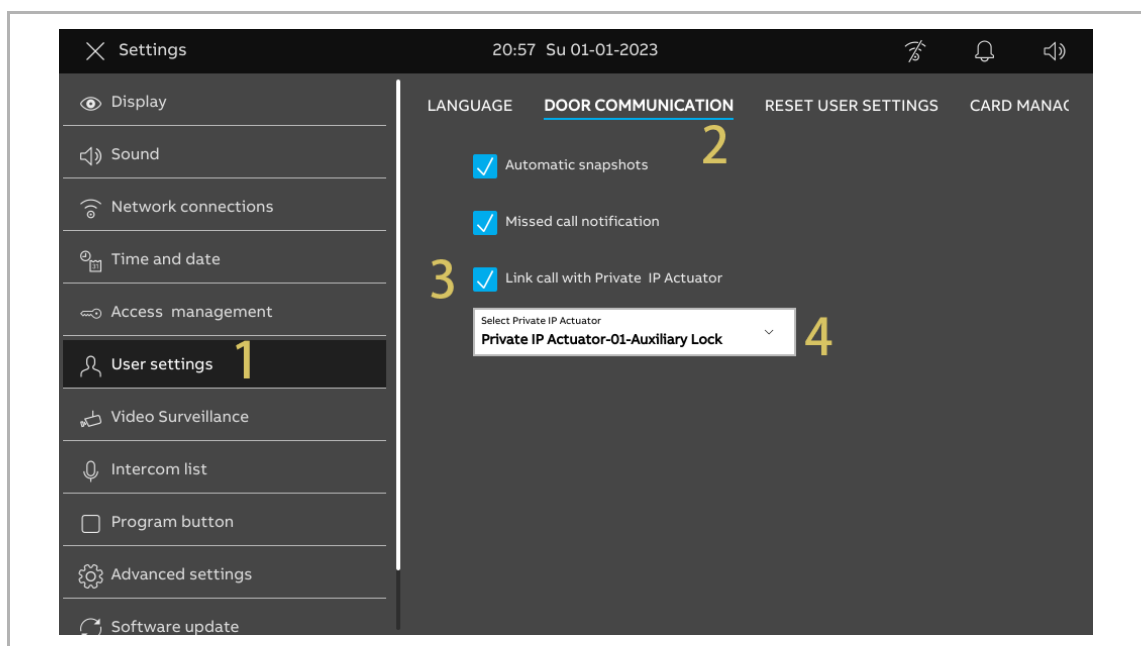 Settings
20:57 Su 01-01-2023
Display
Sound
Network connections
31
Time and date
Access management
User settings
1
Video Surveillance
Intercom list
Program button
Advanced settings
Software update
LANGUAGE DOOR COMMUNICATION RESET USER SETTINGS CARD MANAC
2
Automatic snapshots
Missed call notification
3
Link call with Private IP Actuator
Select Private IP Actuator
Private IP Actuator-01-Auxiliary Lock
4